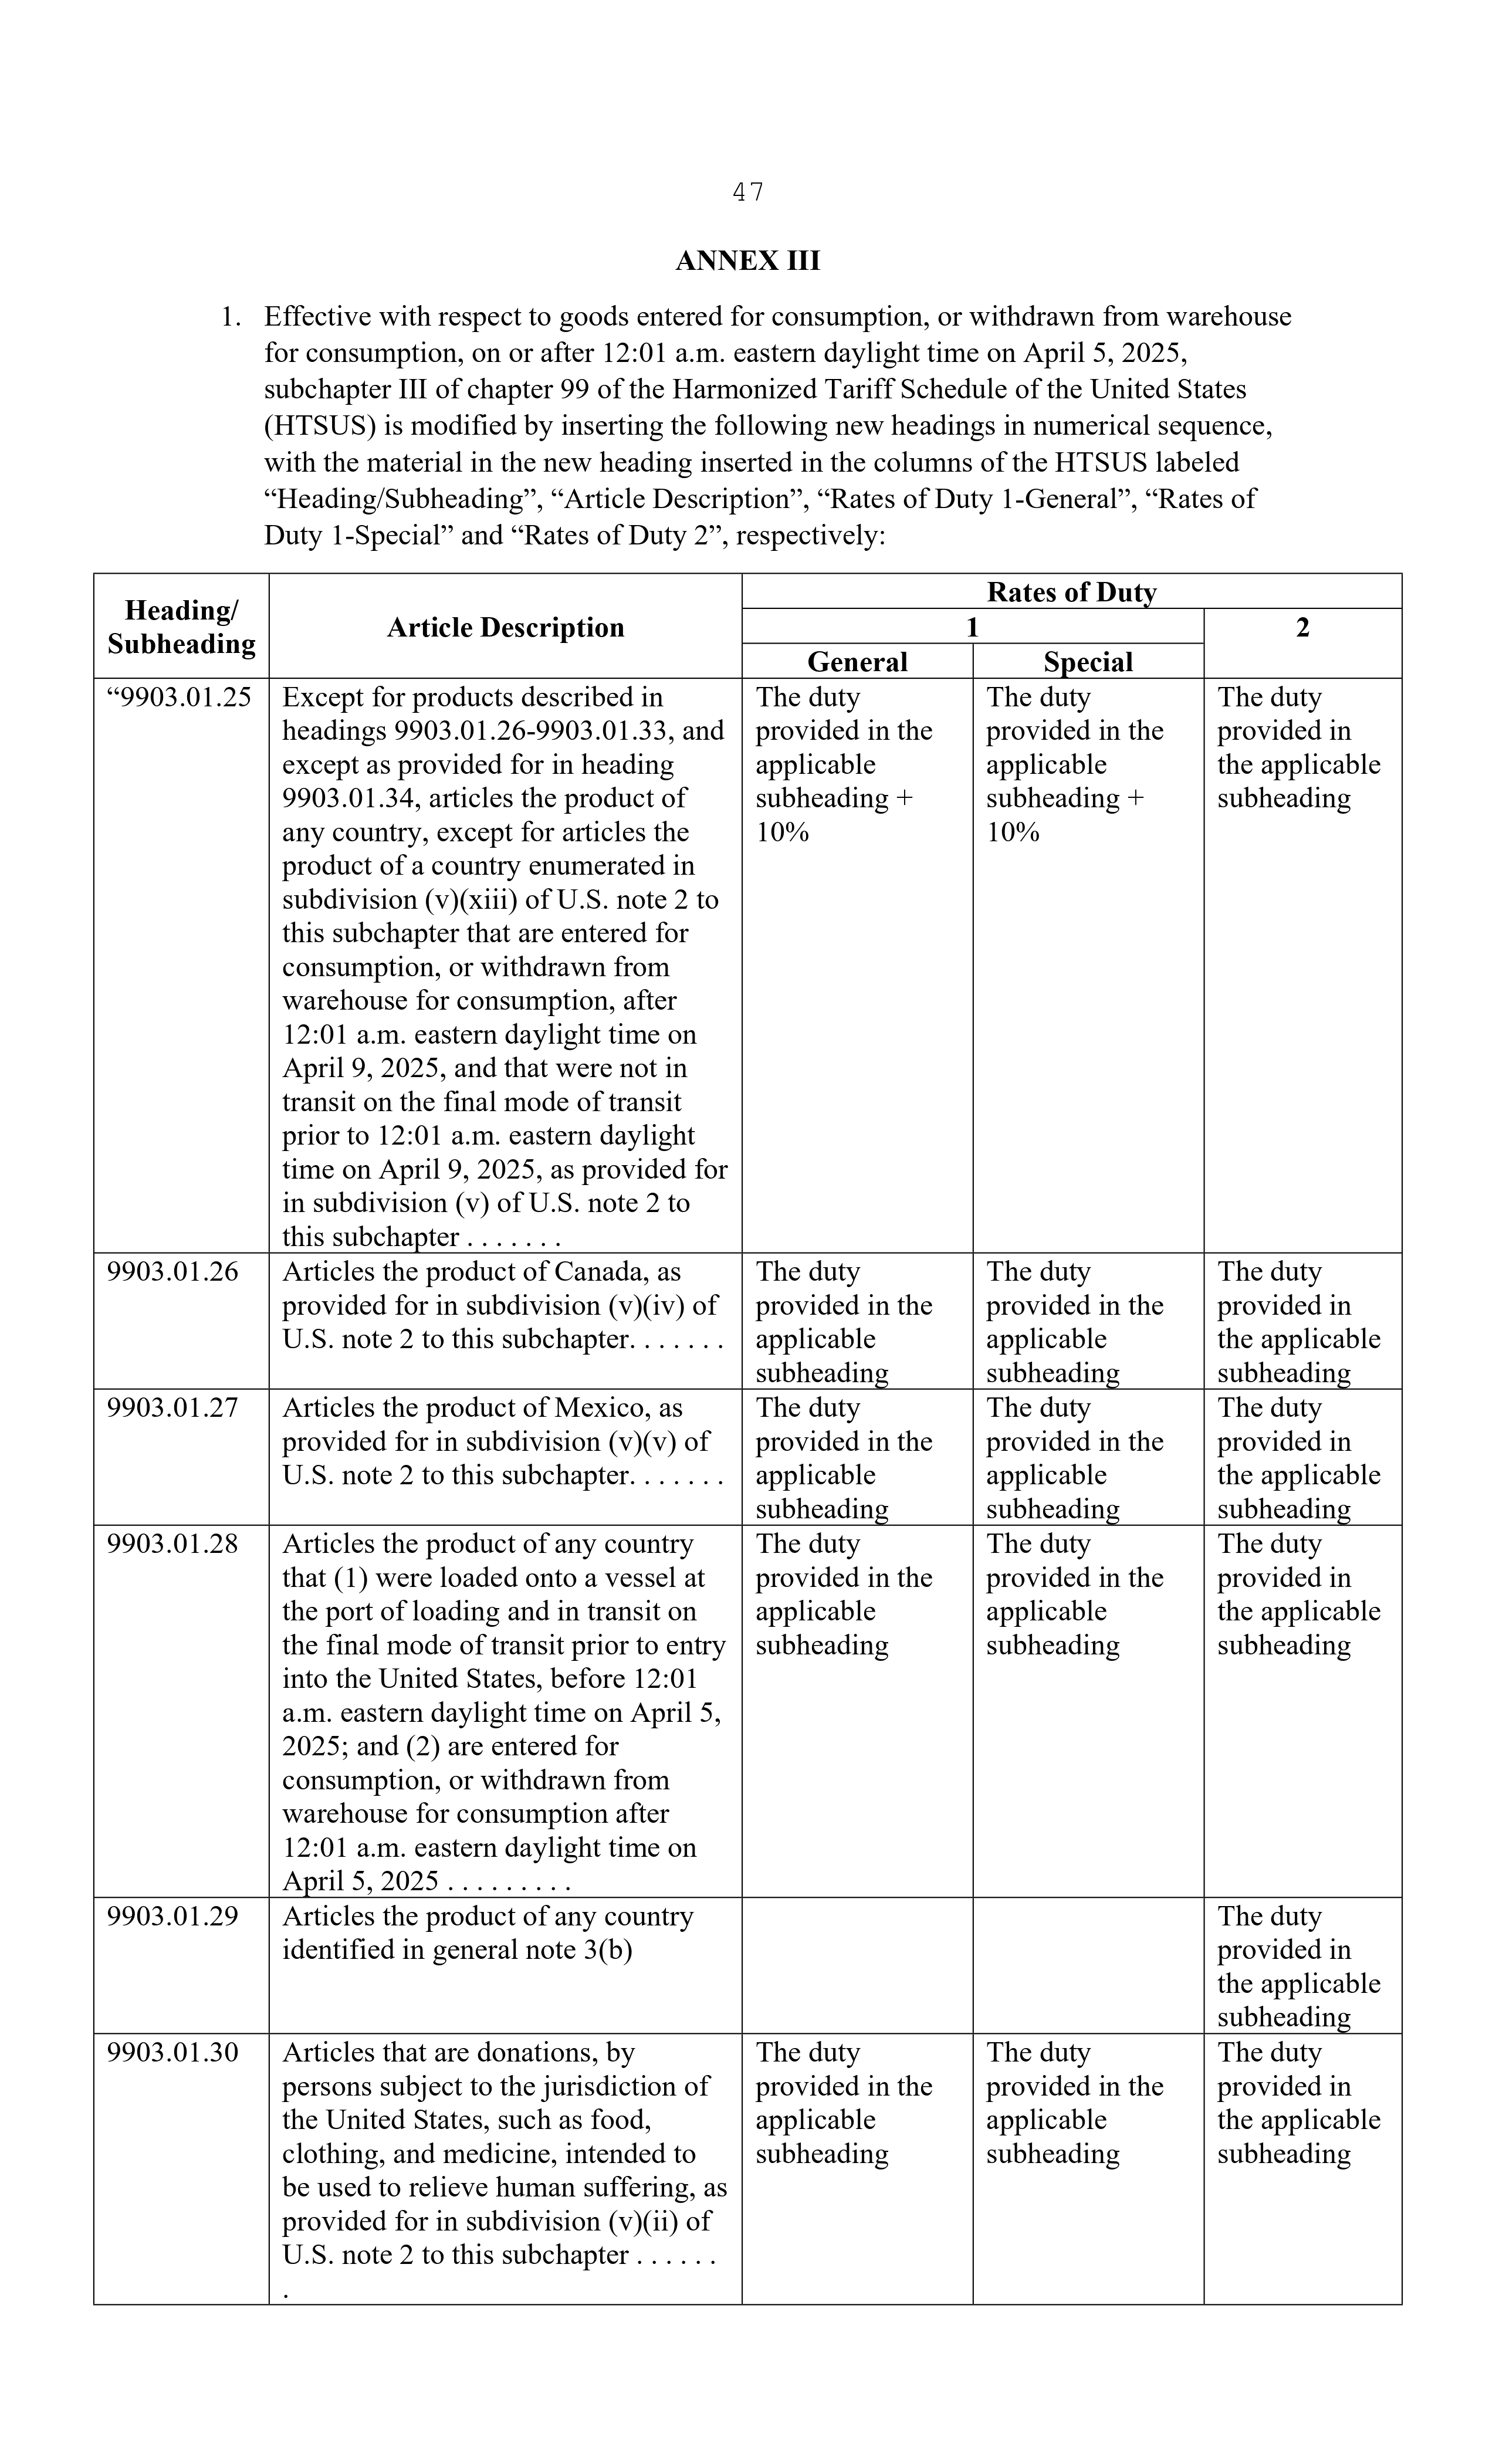 47
ANNEX III
1. Effective with respect to goods entered for consumption, or withdrawn from warehouse
for consumption, on or after 12:01 a.m. eastern daylight time on April 5, 2025,
subchapter III of chapter 99 of the Harmonized Tariff Schedule of the United States
(HTSUS) is modified by inserting the following new headings in numerical sequence,
with the material in the new heading inserted in the columns of the HTSUS labeled
“Heading/Subheading”, “Article Description”, “Rates of Duty 1-General”, “Rates of
Duty 1-Special” and “Rates of Duty 2”, respectively:
Heading/
Subheading
Article Description
Rates of Duty
1
2
General
Special
“9903.01.25
Except for products described in
headings 9903.01.26-9903.01.33, and
except as provided for in heading
9903.01.34, articles the product of
any country, except for articles the
product of a country enumerated in
subdivision (v)(xiii) of U.S. note 2 to
this subchapter that are entered for
consumption, or withdrawn from
warehouse for consumption, after
12:01 a.m. eastern daylight time on
April 9, 2025, and that were not in
transit on the final mode of transit
prior to 12:01 a.m. eastern daylight
time on April 9, 2025, as provided for
in subdivision (v) of U.S. note 2 to
this subchapter . . . . . . .
The duty
provided in the
applicable
subheading +
10%
The duty
provided in the
applicable
subheading +
10%
The duty
provided in
the applicable
subheading
9903.01.26
Articles the product of Canada, as
provided for in subdivision (v)(iv) of
U.S. note 2 to this subchapter. . . . . . .
The duty
provided in the
applicable
subheading
The duty
provided in the
applicable
subheading
The duty
provided in
the applicable
subheading
9903.01.27
Articles the product of Mexico, as
provided for in subdivision (v)(v) of
U.S. note 2 to this subchapter. . . . . . .
The duty
provided in the
applicable
subheading
The duty
provided in the
applicable
subheading
The duty
provided in
the applicable
subheading
9903.01.28
Articles the product of any country
that (1) were loaded onto a vessel at
the port of loading and in transit on
the final mode of transit prior to entry
into the United States, before 12:01
a.m. eastern daylight time on April 5,
2025; and (2) are entered for
consumption, or withdrawn from
warehouse for consumption after
12:01 a.m. eastern daylight time on
April 5, 2025 . . . . . . . . .
The duty
provided in the
applicable
subheading
The duty
provided in the
applicable
subheading
The duty
provided in
the applicable
subheading
9903.01.29
Articles the product of any country
identified in general note 3(b)
The duty
provided in
the applicable
subheading
9903.01.30
Articles that are donations, by
persons subject to the jurisdiction of
the United States, such as food,
clothing, and medicine, intended to
be used to relieve human suffering, as
provided for in subdivision (v)(ii) of
U.S. note 2 to this subchapter . . . . . .
.
The duty
provided in the
applicable
subheading
The duty
provided in the
applicable
subheading
The duty
provided in
the applicable
subheading